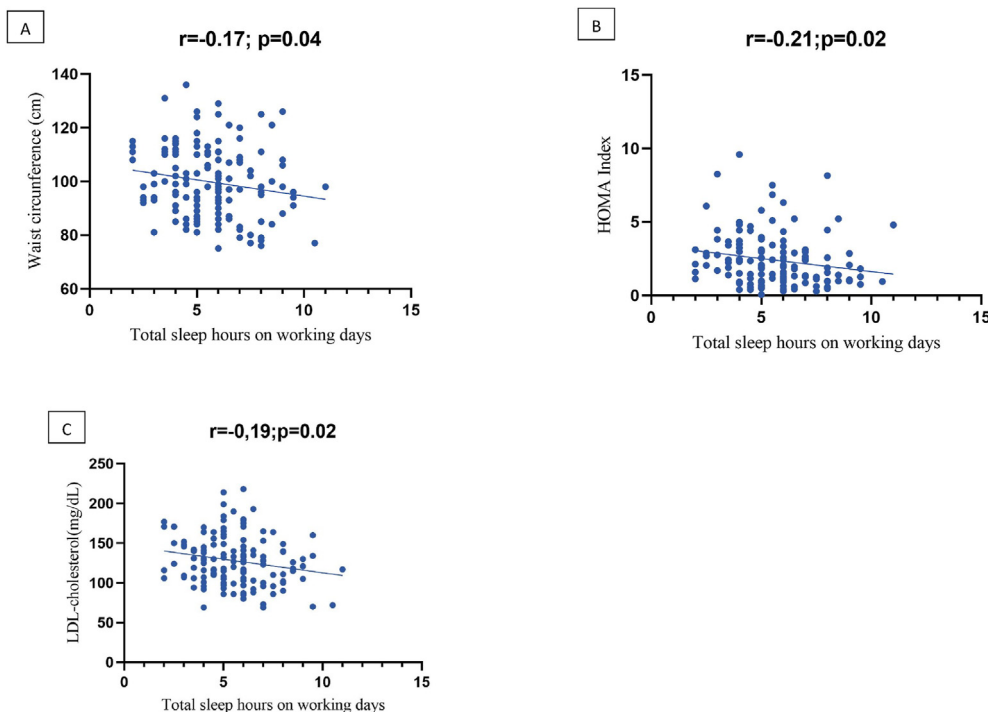 A
r=-0.17; p=0.04
140
120
100
80
60
0
5
10
15
Waist circunference (cm)
Total sleep hours on working days
B
r=-0.21;p=0.02
15
10
5
0
0
5
10
15
HOMA Index
Total sleep hours on working days
C
r=-0,19;p=0.02
250
200
150
100
50
0
0
5
10
15
LDL-cholesterol(mg/dL)
Total sleep hours on working days